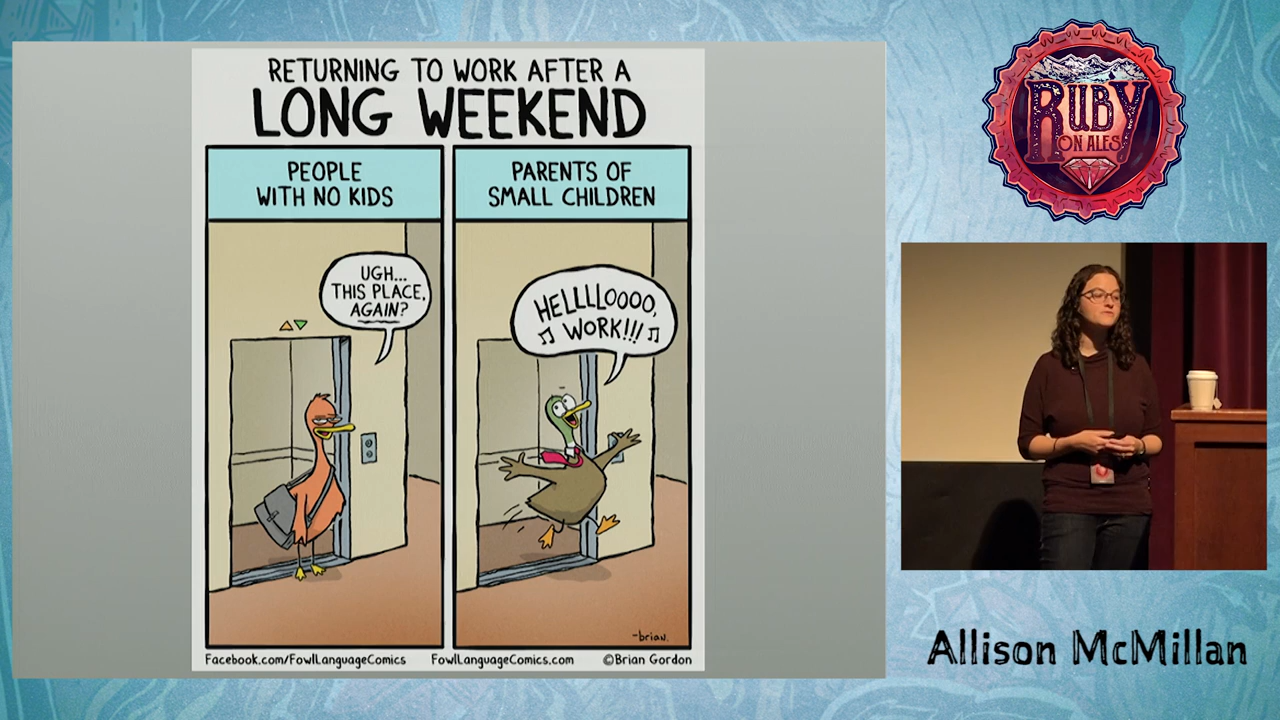 RETURNING TO WORK AFTER A
LONG WEEKEND
PEOPLE
WITH NO KIDS
PARENTS OF
SMALL CHILDREN
UGH...
THIS PLACE,
AGAIN?
HELLLLOOOO,
♫ WORK!!! ♫
-brian.
Facebook.com/FowlLanguageComics
FowlLanguageComics.com
©Brian Gordon
RUBY
ON ALES
Allison McMillan